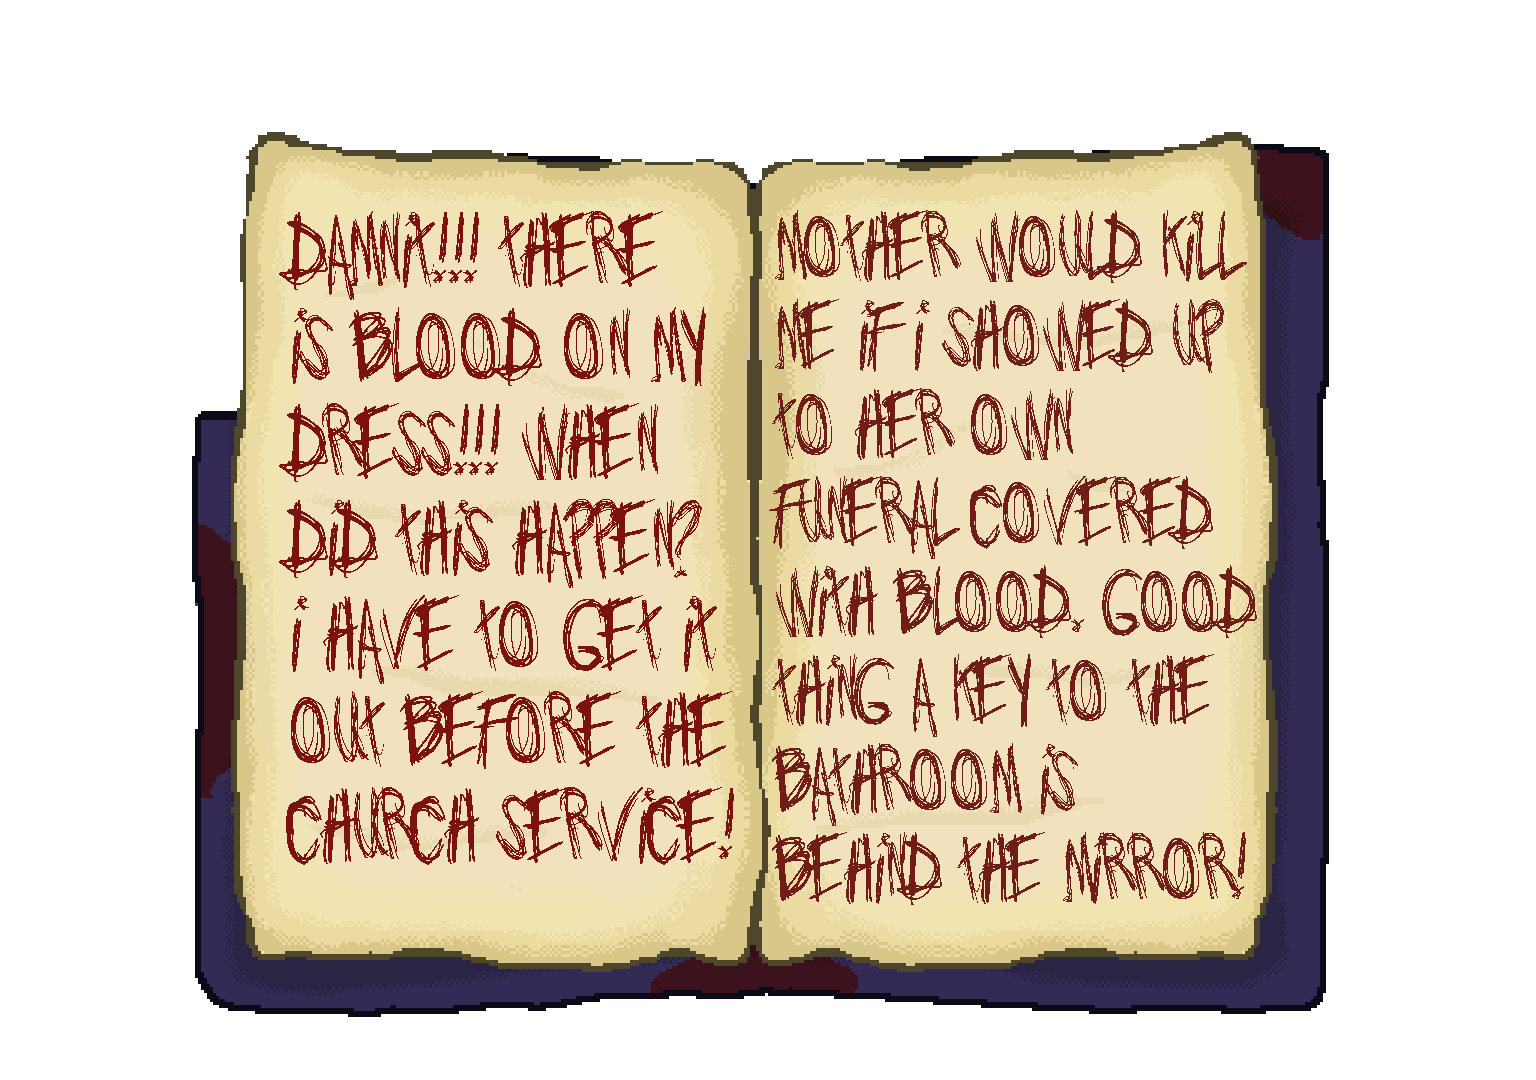 DAMNit!!! tHERE
iS BLOOD ON MY
DRESS!!! WHEN
DiD tHiS HAPPEN?
i HAVE tO GEt it
OUt BEFORE tHE
CHURCH SERViCE!
MOtHER WOULD KiLL
ME iF i SHOWED UP
tO HER OWN
FUNERAL COVERED
WitH BLOOD. GOOD
tHiNG A KEY tO tHE
BAtHROOM iS
BEHiND tHE MiRROR!